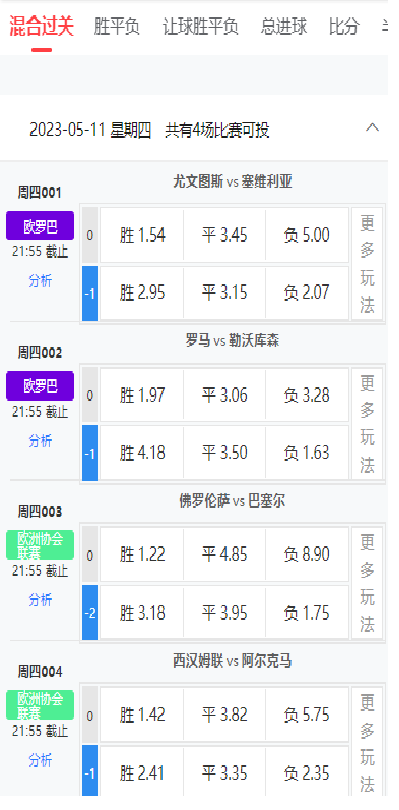 混合过关 胜平负 让球胜平负 总进球 比分
2023-05-11 星期四 共有4场比赛可投
尤文图斯 vs 塞维利亚
周四001
欧罗巴
21:55 截止
分析
0 胜 1.54 平 3.45 负 5.00
-1 胜 2.95 平 3.15 负 2.07
更多玩法
罗马 vs 勒沃库森
周四002
欧罗巴
21:55 截止
分析
0 胜 1.97 平 3.06 负 3.28
-1 胜 4.18 平 3.50 负 1.63
更多玩法
佛罗伦萨 vs 巴塞尔
周四003
欧洲协会
联赛
21:55 截止
分析
0 胜 1.22 平 4.85 负 8.90
-2 胜 3.18 平 3.95 负 1.75
更多玩法
西汉姆联 vs 阿尔克马
周四004
欧洲协会
联赛
21:55 截止
分析
0 胜 1.42 平 3.82 负 5.75
-1 胜 2.41 平 3.35 负 2.35
更多玩法